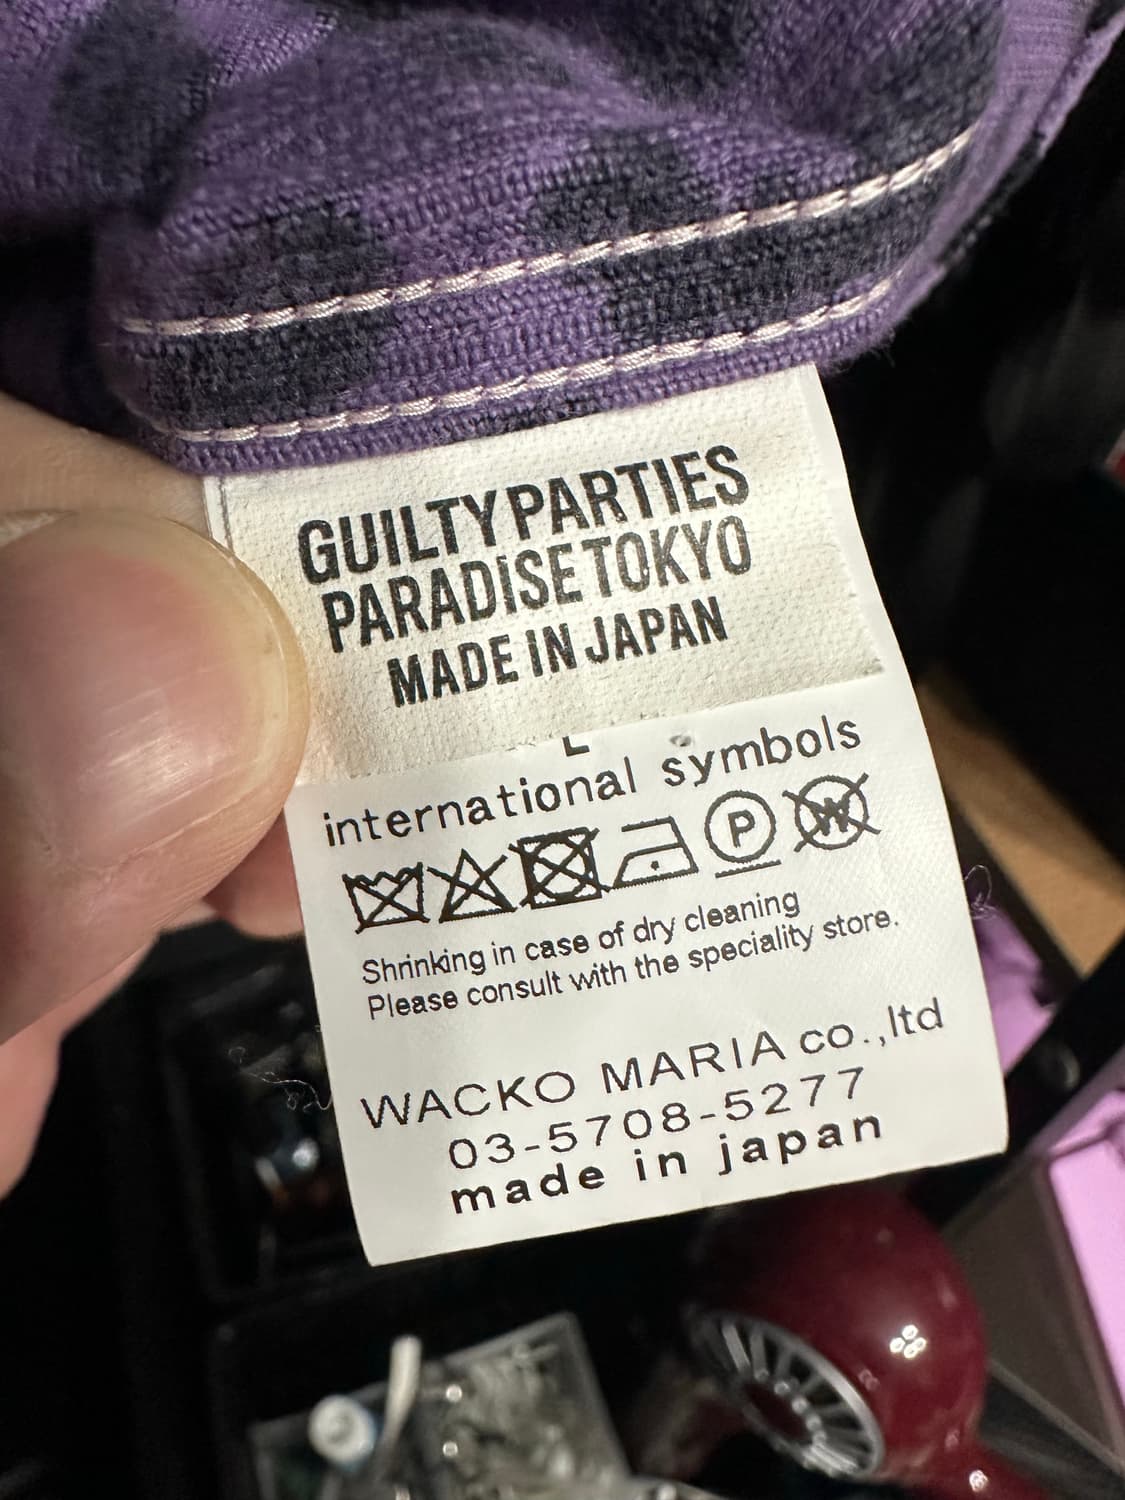 GUILTY PARTIES
PARADISE TOKYO
MADE IN JAPAN
L
international symbols
P W
Shrinking in case of dry cleaning
Please consult with the speciality store.
WACKO MARIA co.,ltd
03-5708-5277
made in japan